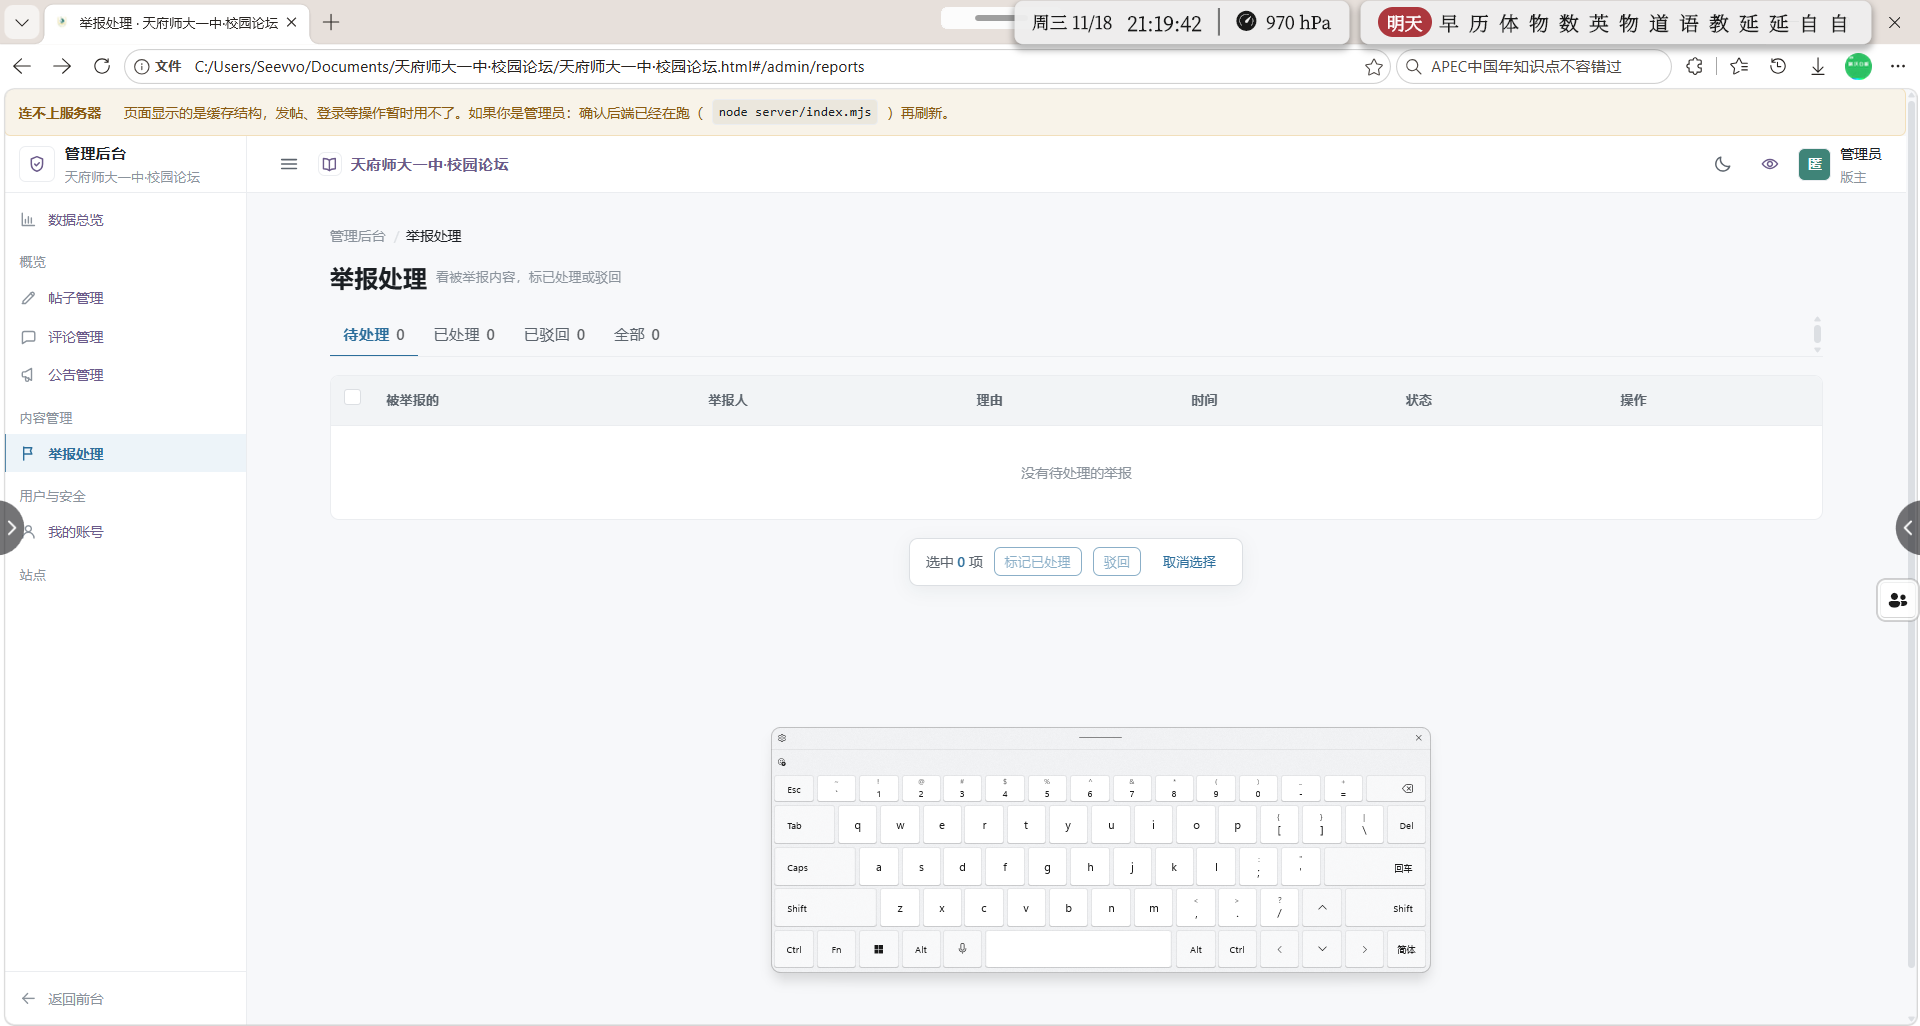 举报处理 · 天府师大一中·校园论坛
周三 11/18 21:19:42 970 hPa
明天 早 历 体 物 数 英 物 道 语 教 延 延 自 自
文件 C:/Users/Seevvo/Documents/天府师大一中·校园论坛/天府师大一中·校园论坛.html#/admin/reports
APEC中国年知识点不容错过
连不上服务器 页面显示的是缓存结构，发帖、登录等操作暂时用不了。如果你是管理员：确认后端已经在跑（ node server/index.mjs ）再刷新。
管理后台
天府师大一中·校园论坛
天府师大一中·校园论坛
匿
管理员
版主
数据总览
概览
帖子管理
评论管理
公告管理
内容管理
举报处理
用户与安全
我的账号
站点
返回前台
管理后台 / 举报处理
举报处理 看被举报内容，标已处理或驳回
待处理 0 已处理 0 已驳回 0 全部 0
被举报的 举报人 理由 时间 状态 操作
没有待处理的举报
选中 0 项 标记已处理 驳回 取消选择
~ ! @ # $ % ^ & * ( ) _ +
Esc ` 1 2 3 4 5 6 7 8 9 0 - =
{ } |
Tab q w e r t y u i o p [ ] \ Del
: "
Caps a s d f g h j k l ; ' 回车
< > ?
Shift z x c v b n m , . / Shift
Ctrl Fn Alt Alt Ctrl 简体